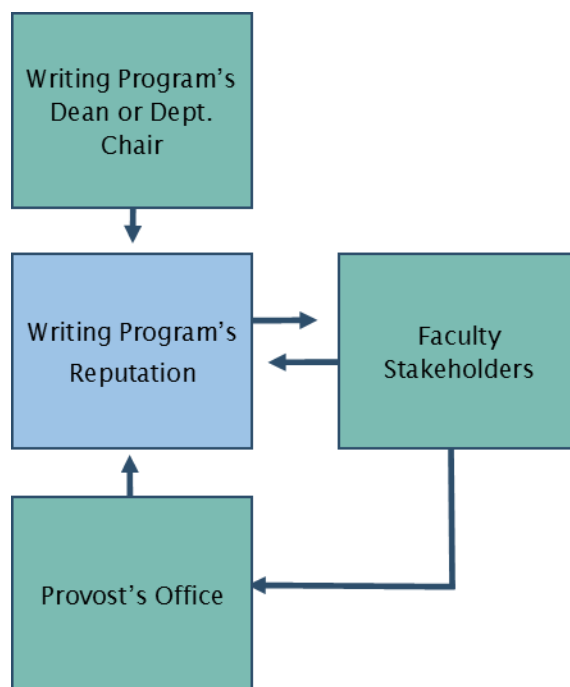 Writing Program's
Dean or Dept.
Chair
Writing Program's
Reputation
Faculty
Stakeholders
Provost's Office